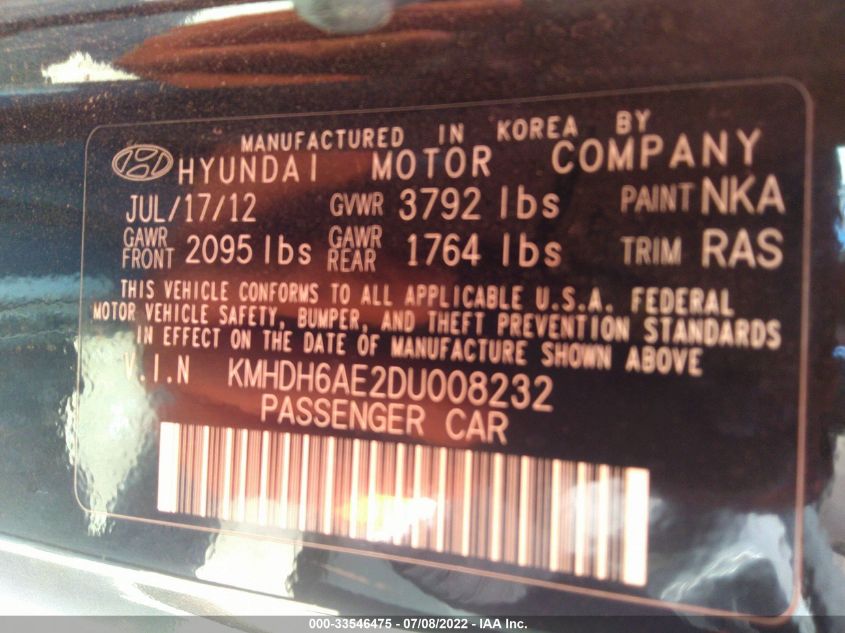 MANUFACTURED IN KOREA BY
HYUNDAI MOTOR COMPANY
JUL/17/12 GVWR 3792 lbs PAINT NKA
GAWR FRONT 2095 lbs GAWR REAR 1764 lbs TRIM RAS
THIS VEHICLE CONFORMS TO ALL APPLICABLE U.S.A. FEDERAL
MOTOR VEHICLE SAFETY, BUMPER, AND THEFT PREVENTION STANDARDS
IN EFFECT ON THE DATE OF MANUFACTURE SHOWN ABOVE
V.I.N KMHDH6AE2DU008232
PASSENGER CAR
000-33546475 - 07/08/2022 - IAA Inc.